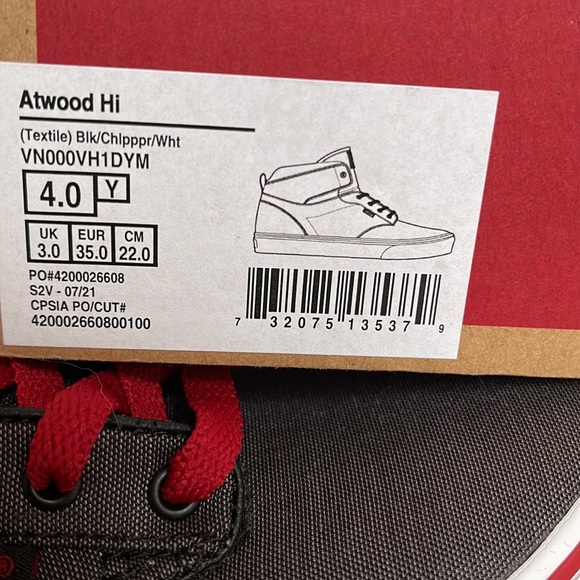 Atwood Hi
(Textile) Blk/Chlpppr/Wht
VN000VH1DYM
4.0 Y
UK EUR CM
3.0 35.0 22.0
PO#4200026608
S2V - 07/21
CPSIA PO/CUT#
420002660800100
7 32075 13537 9